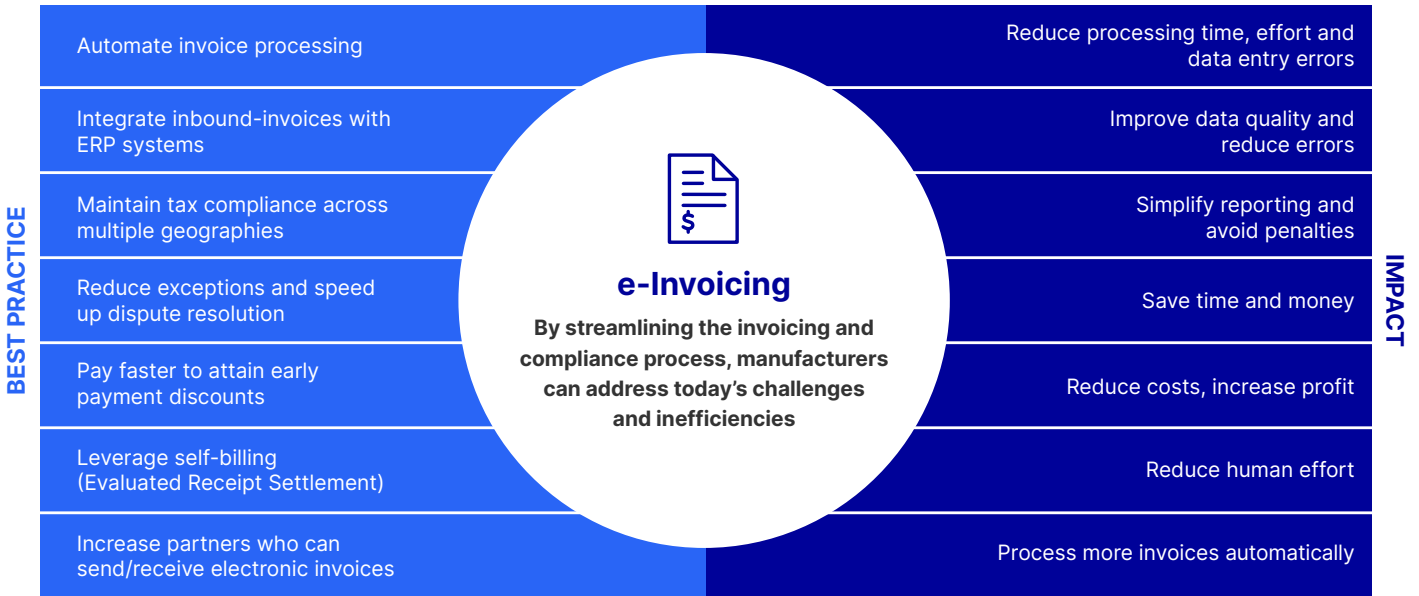 BEST PRACTICE
Automate invoice processing
Reduce processing time, effort and
data entry errors
Integrate inbound-invoices with
ERP systems
Improve data quality and
reduce errors
Maintain tax compliance across
multiple geographies
Simplify reporting and
avoid penalties
Reduce exceptions and speed
up dispute resolution
Save time and money
Pay faster to attain early
payment discounts
Reduce costs, increase profit
Leverage self-billing
(Evaluated Receipt Settlement)
Reduce human effort
Increase partners who can
send/receive electronic invoices
Process more invoices automatically
$
e-Invoicing
By streamlining the invoicing and
compliance process, manufacturers
can address today’s challenges
and inefficiencies
IMPACT